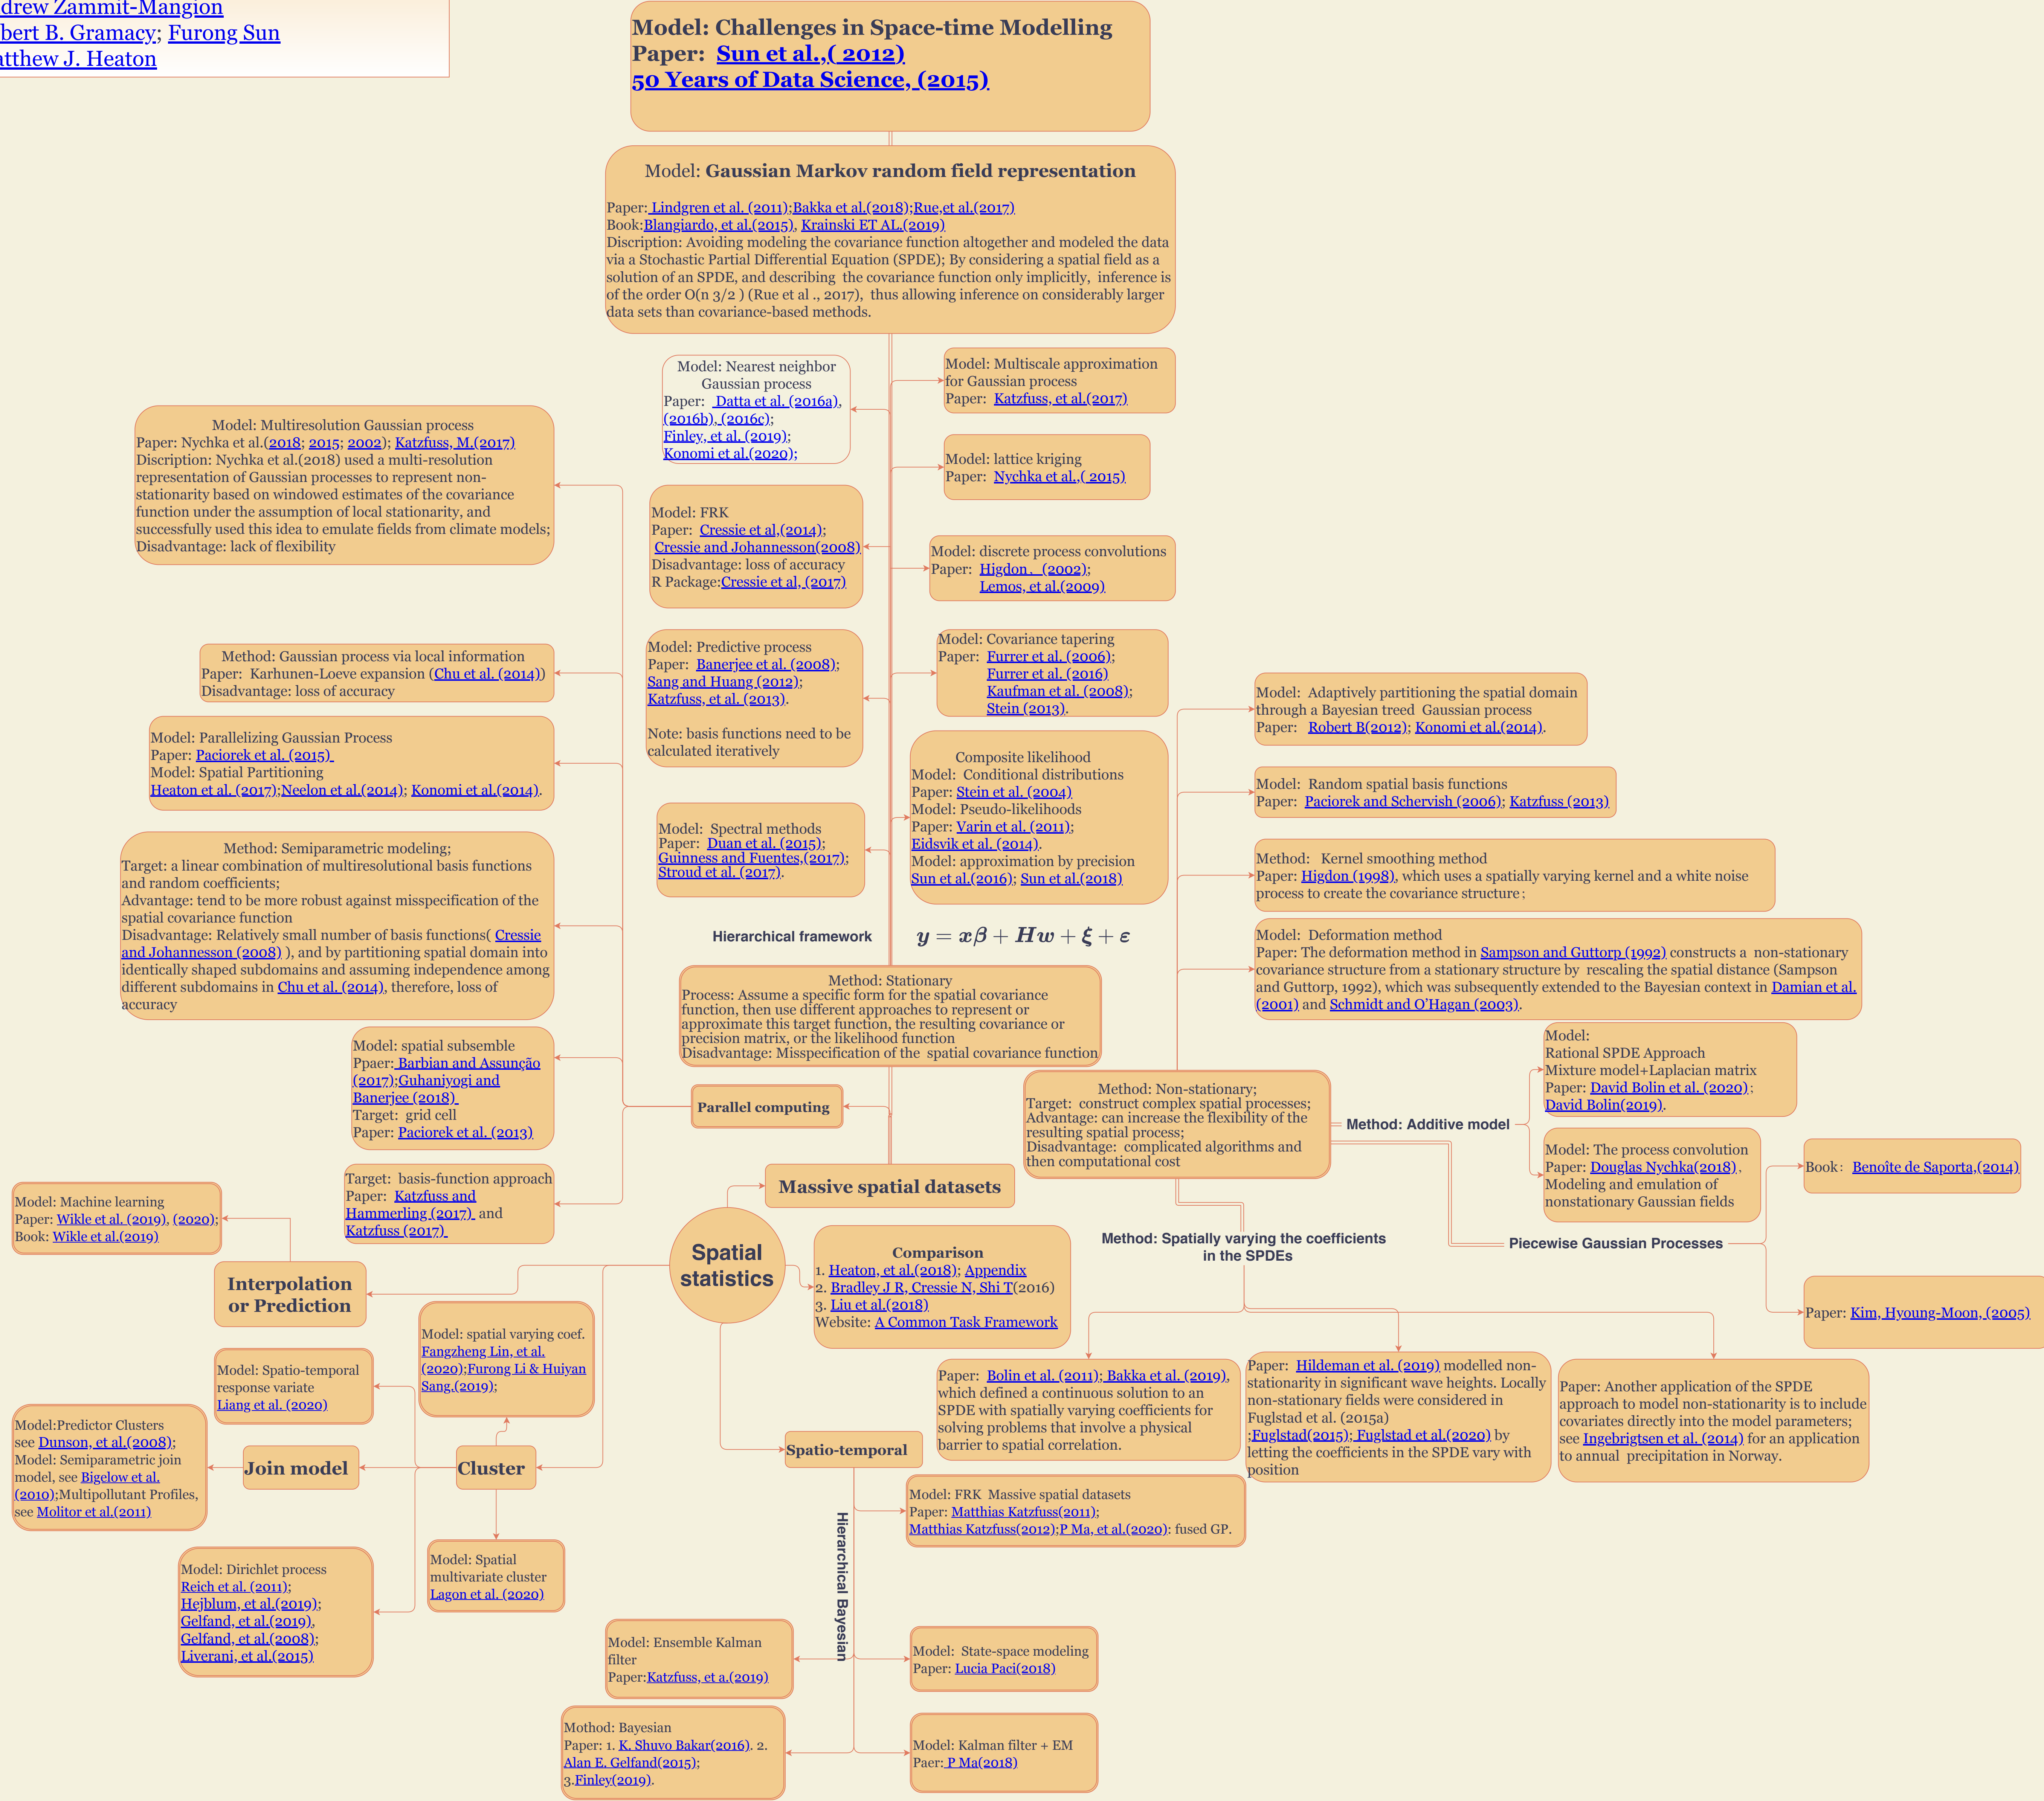 drew Zammit-Mangion
bert B. Gramacy; Furong Sun
atthew J. Heaton
Model: Challenges in Space-time Modelling
Paper: Sun et al.,( 2012)
50 Years of Data Science, (2015)
Model: Gaussian Markov random field representation
Paper: Lindgren et al. (2011);Bakka et al.(2018);Rue,et al.(2017)
Book:Blangiardo, et al.(2015), Krainski ET AL.(2019)
Discription: Avoiding modeling the covariance function altogether and modeled the data
via a Stochastic Partial Differential Equation (SPDE); By considering a spatial field as a
solution of an SPDE, and describing the covariance function only implicitly, inference is
of the order O(n 3/2 ) (Rue et al ., 2017), thus allowing inference on considerably larger
data sets than covariance-based methods.
Model: Nearest neighbor
Gaussian process
Paper: Datta et al. (2016a),
(2016b), (2016c);
Finley, et al. (2019);
Konomi et al.(2020);
Model: Multiscale approximation
for Gaussian process
Paper: Katzfuss, et al.(2017)
Model: lattice kriging
Paper: Nychka et al.,( 2015)
Model: Multiresolution Gaussian process
Paper: Nychka et al.(2018; 2015; 2002); Katzfuss, M.(2017)
Discription: Nychka et al.(2018) used a multi-resolution
representation of Gaussian processes to represent non-
stationarity based on windowed estimates of the covariance
function under the assumption of local stationarity, and
successfully used this idea to emulate fields from climate models;
Disadvantage: lack of flexibility
Model: FRK
Paper: Cressie et al,(2014);
Cressie and Johannesson(2008)
Disadvantage: loss of accuracy
R Package:Cressie et al, (2017)
Model: discrete process convolutions
Paper: Higdon. (2002);
Lemos, et al.(2009)
Method: Gaussian process via local information
Paper: Karhunen-Loeve expansion (Chu et al. (2014))
Disadvantage: loss of accuracy
Model: Predictive process
Paper: Banerjee et al. (2008);
Sang and Huang (2012);
Katzfuss, et al. (2013).
Note: basis functions need to be
calculated iteratively
Model: Covariance tapering
Paper: Furrer et al. (2006);
Furrer et al. (2016)
Kaufman et al. (2008);
Stein (2013).
Model: Adaptively partitioning the spatial domain
through a Bayesian treed Gaussian process
Paper: Robert B(2012); Konomi et al.(2014).
Model: Parallelizing Gaussian Process
Paper: Paciorek et al. (2015)
Model: Spatial Partitioning
Heaton et al. (2017);Neelon et al.(2014); Konomi et al.(2014).
Composite likelihood
Model: Conditional distributions
Paper: Stein et al. (2004)
Model: Pseudo-likelihoods
Paper: Varin et al. (2011);
Eidsvik et al. (2014).
Model: approximation by precision
Sun et al.(2016); Sun et al.(2018)
Model: Random spatial basis functions
Paper: Paciorek and Schervish (2006); Katzfuss (2013)
Model: Spectral methods
Paper: Duan et al. (2015);
Guinness and Fuentes,(2017);
Stroud et al. (2017).
Method: Kernel smoothing method
Paper: Higdon (1998), which uses a spatially varying kernel and a white noise
process to create the covariance structure;
Method: Semiparametric modeling;
Target: a linear combination of multiresolutional basis functions
and random coefficients;
Advantage: tend to be more robust against misspecification of the
spatial covariance function
Disadvantage: Relatively small number of basis functions( Cressie
and Johannesson (2008) ), and by partitioning spatial domain into
identically shaped subdomains and assuming independence among
different subdomains in Chu et al. (2014), therefore, loss of
accuracy
Hierarchical framework
y = xβ + Hw + ξ + ε
Model: Deformation method
Paper: The deformation method in Sampson and Guttorp (1992) constructs a non-stationary
covariance structure from a stationary structure by rescaling the spatial distance (Sampson
and Guttorp, 1992), which was subsequently extended to the Bayesian context in Damian et al.
(2001) and Schmidt and O'Hagan (2003).
Method: Stationary
Process: Assume a specific form for the spatial covariance
function, then use different approaches to represent or
approximate this target function, the resulting covariance or
precision matrix, or the likelihood function
Disadvantage: Misspecification of the spatial covariance function
Model: spatial subsemble
Ppaer: Barbian and Assunção
(2017);Guhaniyogi and
Banerjee (2018)
Target: grid cell
Paper: Paciorek et al. (2013)
Parallel computing
Method: Non-stationary;
Target: construct complex spatial processes;
Advantage: can increase the flexibility of the
resulting spatial process;
Disadvantage: complicated algorithms and
then computational cost
Method: Additive model
Model:
Rational SPDE Approach
Mixture model+Laplacian matrix
Paper: David Bolin et al. (2020);
David Bolin(2019).
Model: The process convolution
Paper: Douglas Nychka(2018),
Modeling and emulation of
nonstationary Gaussian fields
Book: Benoîte de Saporta,(2014)
Target: basis-function approach
Paper: Katzfuss and
Hammerling (2017) and
Katzfuss (2017)
Massive spatial datasets
Model: Machine learning
Paper: Wikle et al. (2019), (2020);
Book: Wikle et al.(2019)
Spatial
statistics
Comparison
1. Heaton, et al.(2018); Appendix
2. Bradley J R, Cressie N, Shi T(2016)
3. Liu et al.(2018)
Website: A Common Task Framework
Method: Spatially varying the coefficients
in the SPDEs
Piecewise Gaussian Processes
Interpolation
or Prediction
Paper: Kim, Hyoung-Moon, (2005)
Model: spatial varying coef.
Fangzheng Lin, et al.
(2020);Furong Li & Huiyan
Sang.(2019);
Model: Spatio-temporal
response variate
Liang et al. (2020)
Paper: Bolin et al. (2011); Bakka et al. (2019),
which defined a continuous solution to an
SPDE with spatially varying coefficients for
solving problems that involve a physical
barrier to spatial correlation.
Paper: Hildeman et al. (2019) modelled non-
stationarity in significant wave heights. Locally
non-stationary fields were considered in
Fuglstad et al. (2015a)
;Fuglstad(2015); Fuglstad et al.(2020) by
letting the coefficients in the SPDE vary with
position
Paper: Another application of the SPDE
approach to model non-stationarity is to include
covariates directly into the model parameters;
see Ingebrigtsen et al. (2014) for an application
to annual precipitation in Norway.
Model:Predictor Clusters
see Dunson, et al.(2008);
Model: Semiparametric join
model, see Bigelow et al.
(2010);Multipollutant Profiles,
see Molitor et al.(2011)
Join model
Cluster
Spatio-temporal
Model: FRK Massive spatial datasets
Paper: Matthias Katzfuss(2011);
Matthias Katzfuss(2012);P Ma, et al.(2020): fused GP.
Hierarchical Bayesian
Model: Dirichlet process
Reich et al. (2011);
Hejblum, et al.(2019);
Gelfand, et al.(2019),
Gelfand, et al.(2008);
Liverani, et al.(2015)
Model: Spatial
multivariate cluster
Lagon et al. (2020)
Model: Ensemble Kalman
filter
Paper:Katzfuss, et a.(2019)
Model: State-space modeling
Paper: Lucia Paci(2018)
Mothod: Bayesian
Paper: 1. K. Shuvo Bakar(2016). 2.
Alan E. Gelfand(2015);
3.Finley(2019).
Model: Kalman filter + EM
Paer: P Ma(2018)